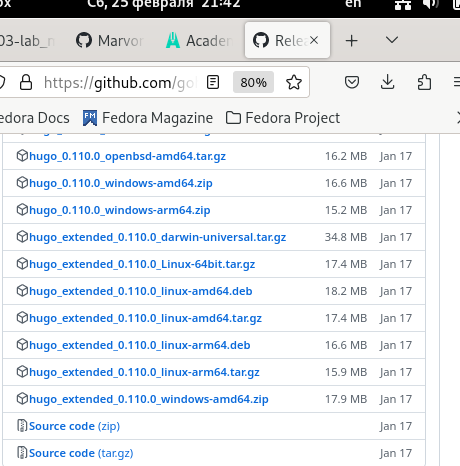 Сб, 25 февраля 21:42 en
03-lab_ Marvor Acade Rele
https://github.com/go 80%
edora Docs Fedora Magazine Fedora Project
hugo_0.110.0_openbsd-amd64.tar.gz 16.2 MB Jan 17
hugo_0.110.0_windows-amd64.zip 16.6 MB Jan 17
hugo_0.110.0_windows-arm64.zip 15.2 MB Jan 17
hugo_extended_0.110.0_darwin-universal.tar.gz 34.8 MB Jan 17
hugo_extended_0.110.0_Linux-64bit.tar.gz 17.4 MB Jan 17
hugo_extended_0.110.0_linux-amd64.deb 18.2 MB Jan 17
hugo_extended_0.110.0_linux-amd64.tar.gz 17.4 MB Jan 17
hugo_extended_0.110.0_linux-arm64.deb 16.6 MB Jan 17
hugo_extended_0.110.0_linux-arm64.tar.gz 15.9 MB Jan 17
hugo_extended_0.110.0_windows-amd64.zip 17.9 MB Jan 17
Source code (zip) Jan 17
Source code (tar.gz) Jan 17